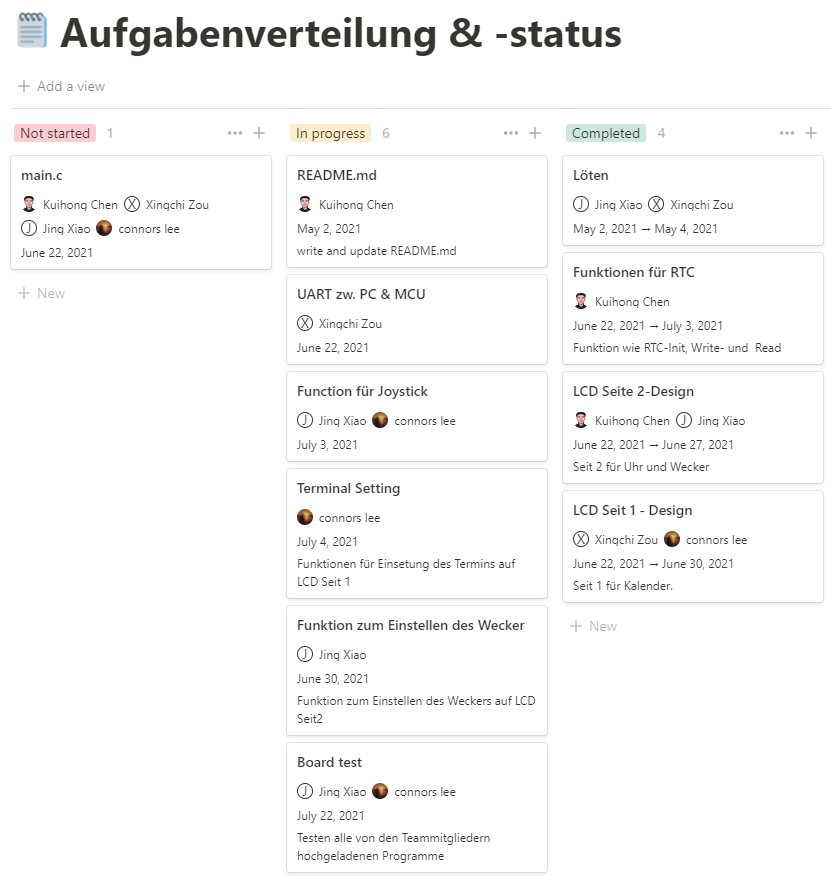 Aufgabenverteilung & -status
+ Add a view
Not started 1
main.c
Kuihong Chen X Xingchi Zou
J Jing Xiao connors lee
June 22, 2021
+ New
In progress 6
README.md
Kuihong Chen
May 2, 2021
write and update README.md
UART zw. PC & MCU
X Xingchi Zou
June 22, 2021
Function für Joystick
J Jing Xiao connors lee
July 3, 2021
Terminal Setting
connors lee
July 4, 2021
Funktionen für Einsetung des Termins auf
LCD Seit 1
Funktion zum Einstellen des Wecker
J Jing Xiao
June 30, 2021
Funktion zum Einstellen des Weckers auf LCD
Seit2
Board test
J Jing Xiao connors lee
July 22, 2021
Testen alle von den Teammitgliedern
hochgeladenen Programme
Completed 4
Löten
J Jing Xiao X Xingchi Zou
May 2, 2021 → May 4, 2021
Funktionen für RTC
Kuihong Chen
June 22, 2021 → July 3, 2021
Funktion wie RTC-Init, Write- und Read
LCD Seite 2-Design
Kuihong Chen J Jing Xiao
June 22, 2021 → June 27, 2021
Seit 2 für Uhr und Wecker
LCD Seit 1 - Design
X Xingchi Zou connors lee
June 22, 2021 → June 30, 2021
Seit 1 für Kalender.
+ New